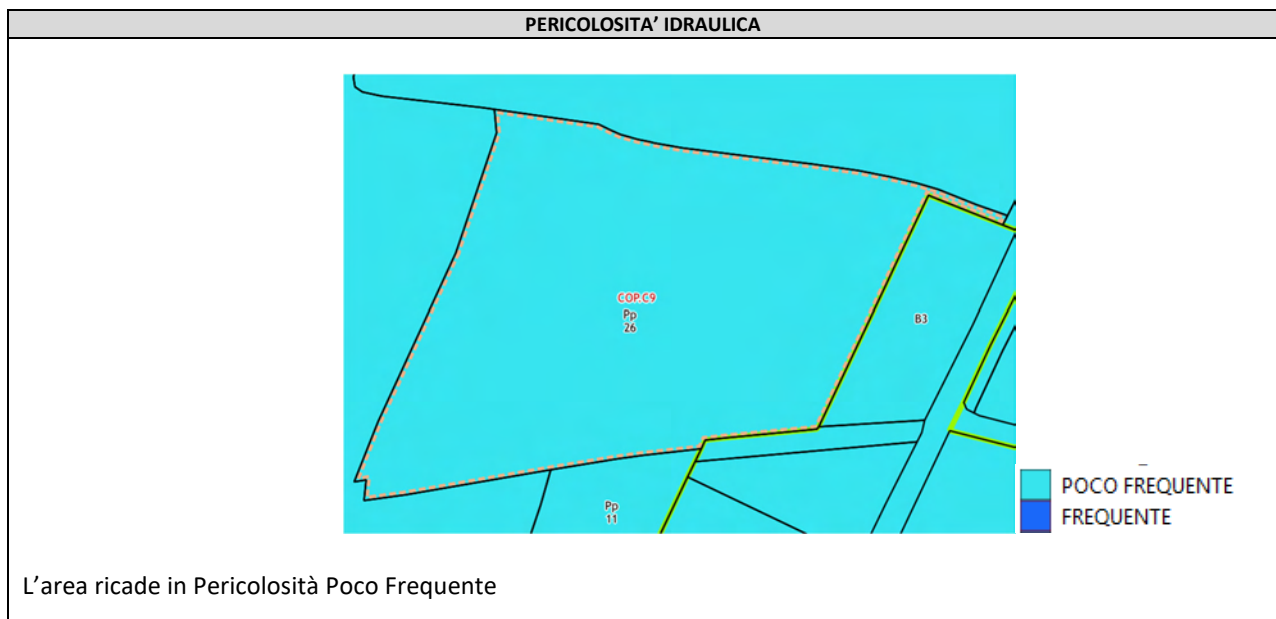 PERICOLOSITA’ IDRAULICA
COP.C9
Pp
26
B3
Pp
11
POCO FREQUENTE
FREQUENTE
L’area ricade in Pericolosità Poco Frequente